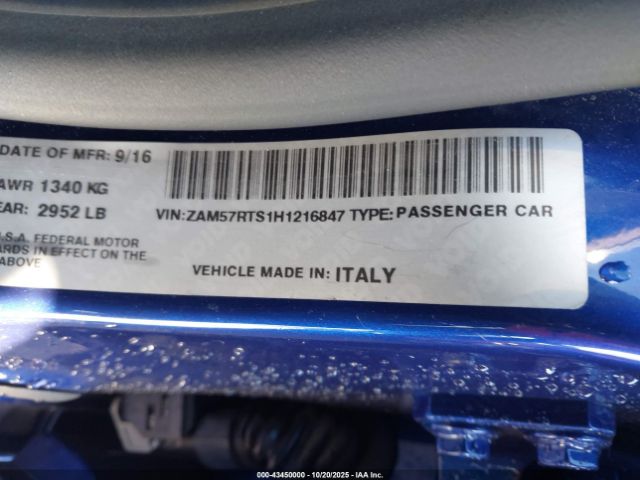 DATE OF MFR: 9/16
AWR 1340 KG
EAR: 2952 LB
VIN:ZAM57RTS1H1216847 TYPE:PASSENGER CAR
U.S.A. FEDERAL MOTOR
ARDS IN EFFECT ON THE
ABOVE
VEHICLE MADE IN: ITALY
000-43450000 - 10/20/2025 - IAA Inc.